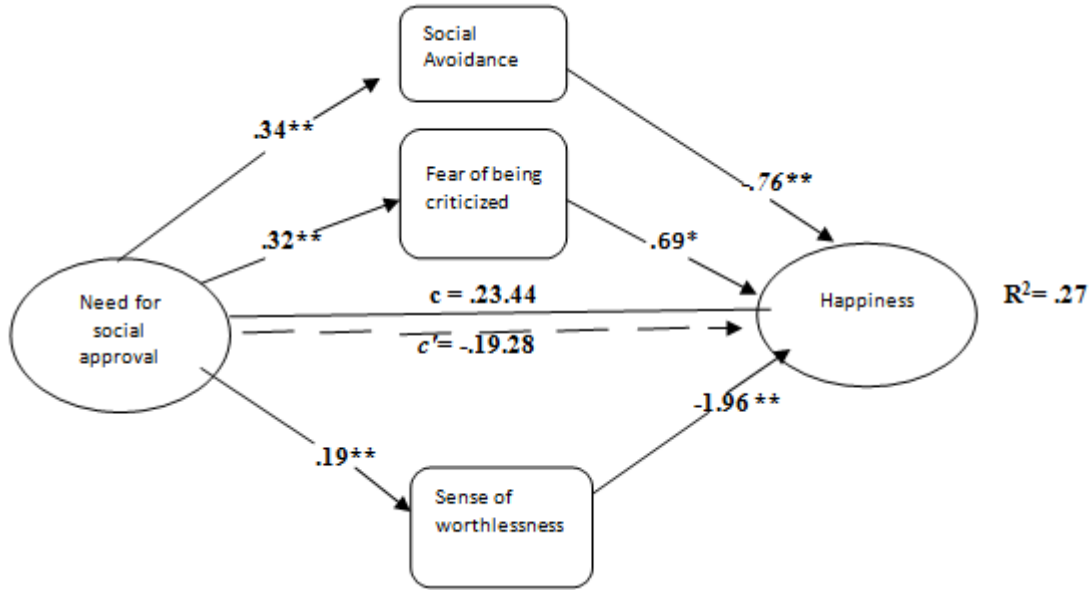 Social
Avoidance
.34**
Fear of being
criticized
-.76**
.32**
.69*
Need for
social
approval
c = .23.44
c'= -.19.28
Happiness
R²= .27
-1.96 **
.19**
Sense of
worthlessness